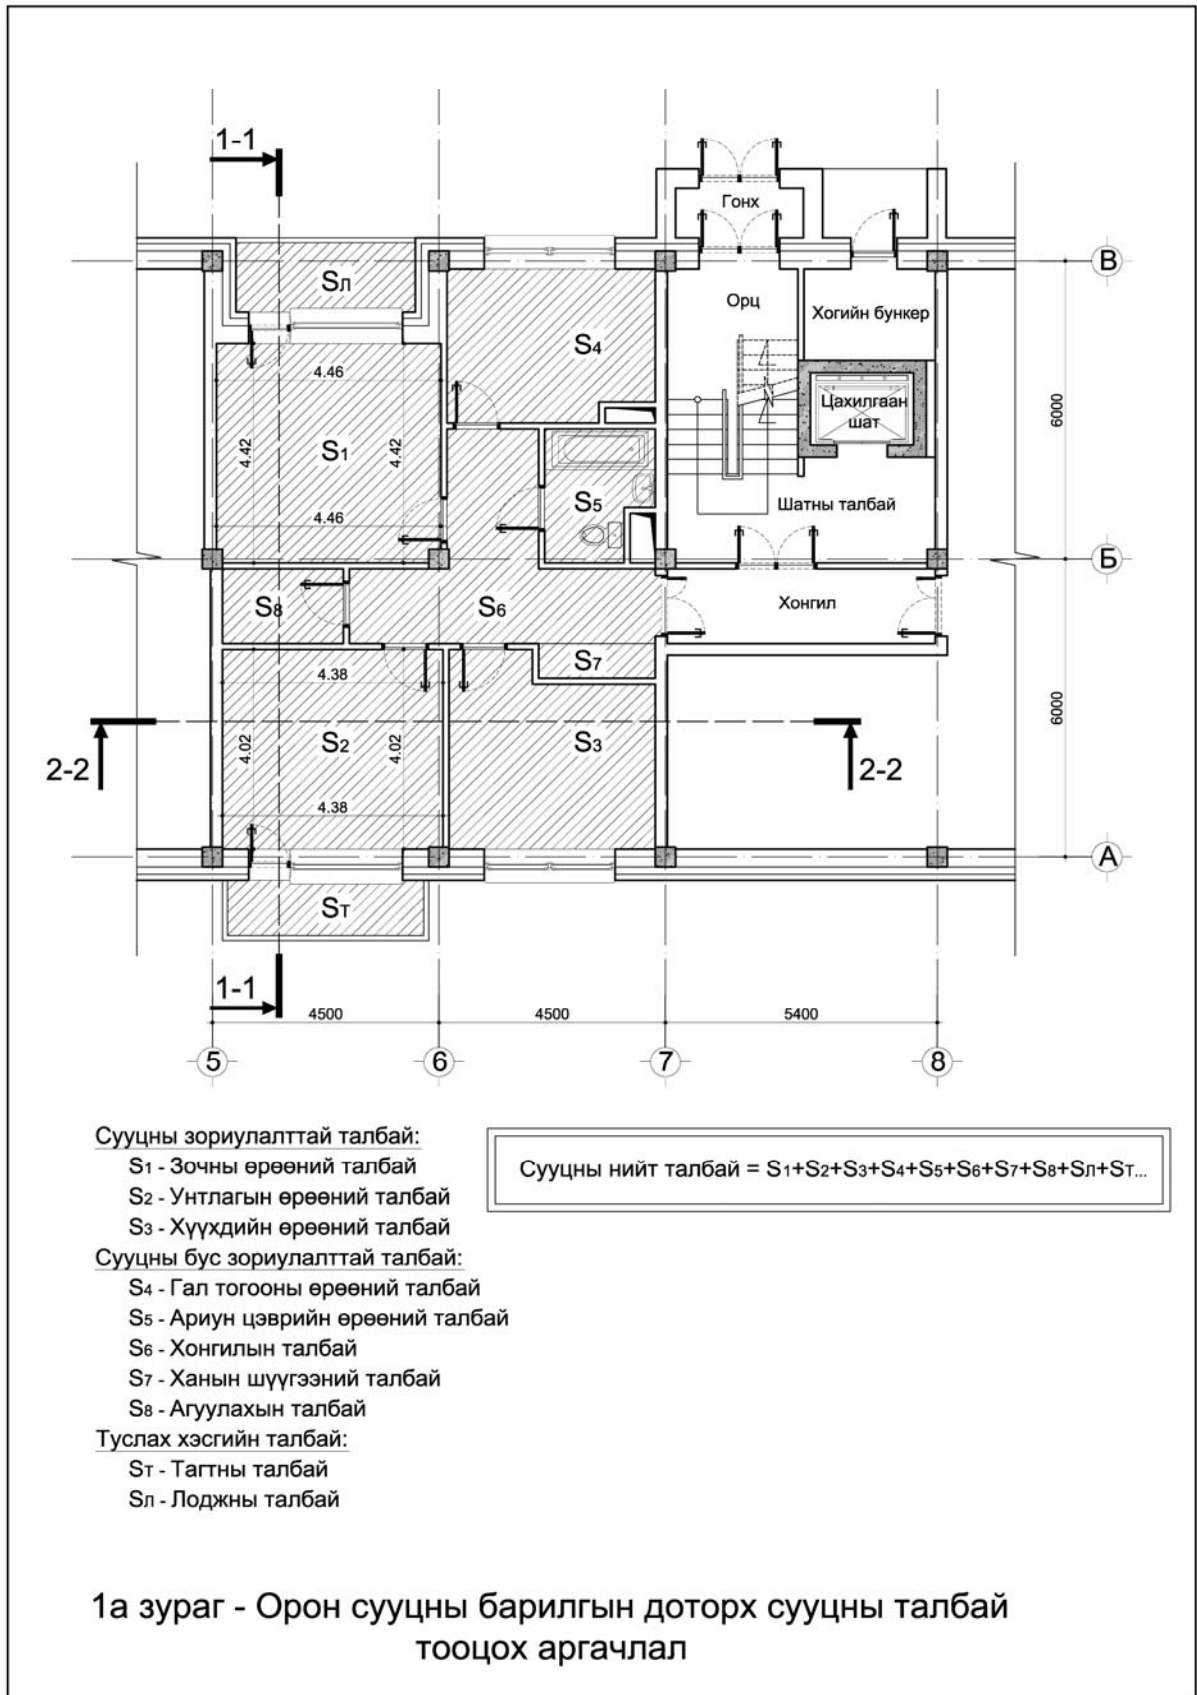 1-1
Гонх
В
Sл
Орц
Хогийн бункер
S4
4.46
Цахилгаан
шат
6000
4.42
S1
4.42
S5
Шатны талбай
4.46
Б
S8
S6
Хонгил
S7
4.38
6000
4.02
S2
4.02
S3
2-2
2-2
4.38
А
Sт
1-1
4500
4500
5400
5
6
7
8
Сууцны зориулалттай талбай:
S1 - Зочны өрөөний талбай
S2 - Унтлагын өрөөний талбай
S3 - Хүүхдийн өрөөний талбай
Сууцны нийт талбай = S1+S2+S3+S4+S5+S6+S7+S8+Sл+Sт...
Сууцны бус зориулалттай талбай:
S4 - Гал тогооны өрөөний талбай
S5 - Ариун цэврийн өрөөний талбай
S6 - Хонгилын талбай
S7 - Ханын шүүгээний талбай
S8 - Агуулахын талбай
Туслах хэсгийн талбай:
Sт - Тагтны талбай
Sл - Лоджны талбай
1а зураг - Орон сууцны барилгын доторх сууцны талбай
тооцох аргачлал